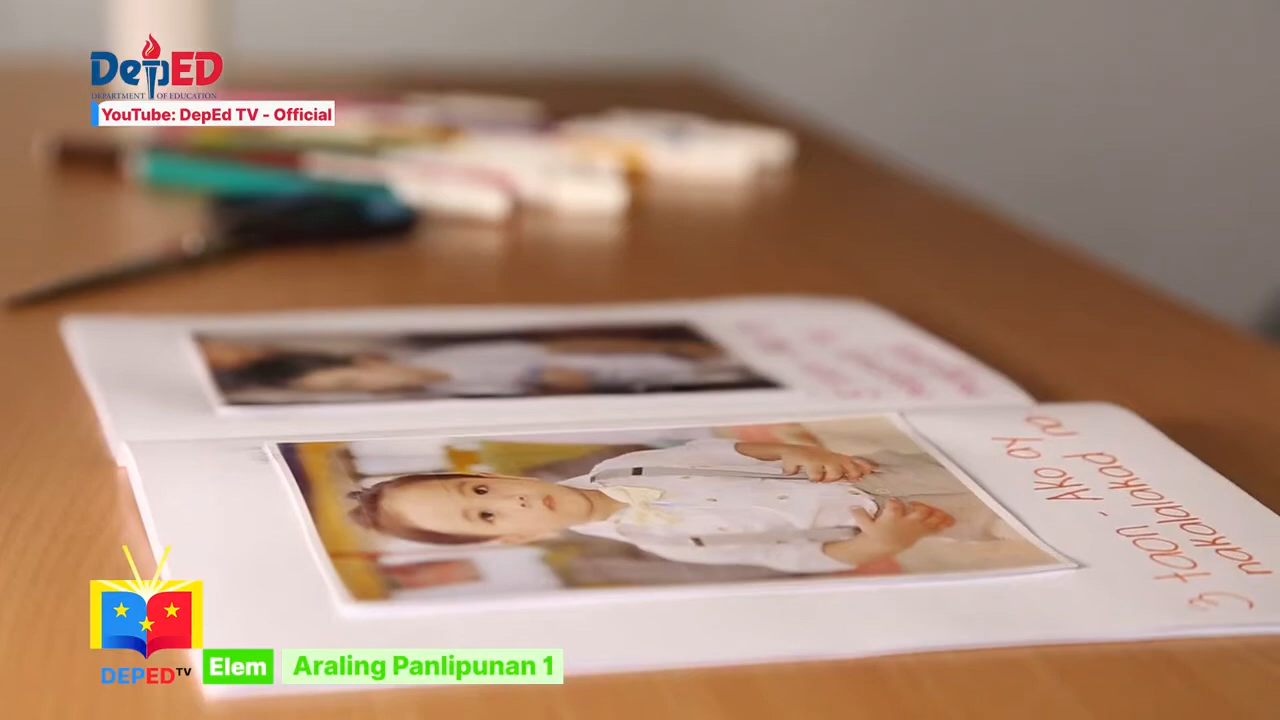 DepED
DEPARTMENT OF EDUCATION
YouTube: DepEd TV - Official
3 taon - Ako ay
nakalalakad na
DEPED TV
Elem
Araling Panlipunan 1